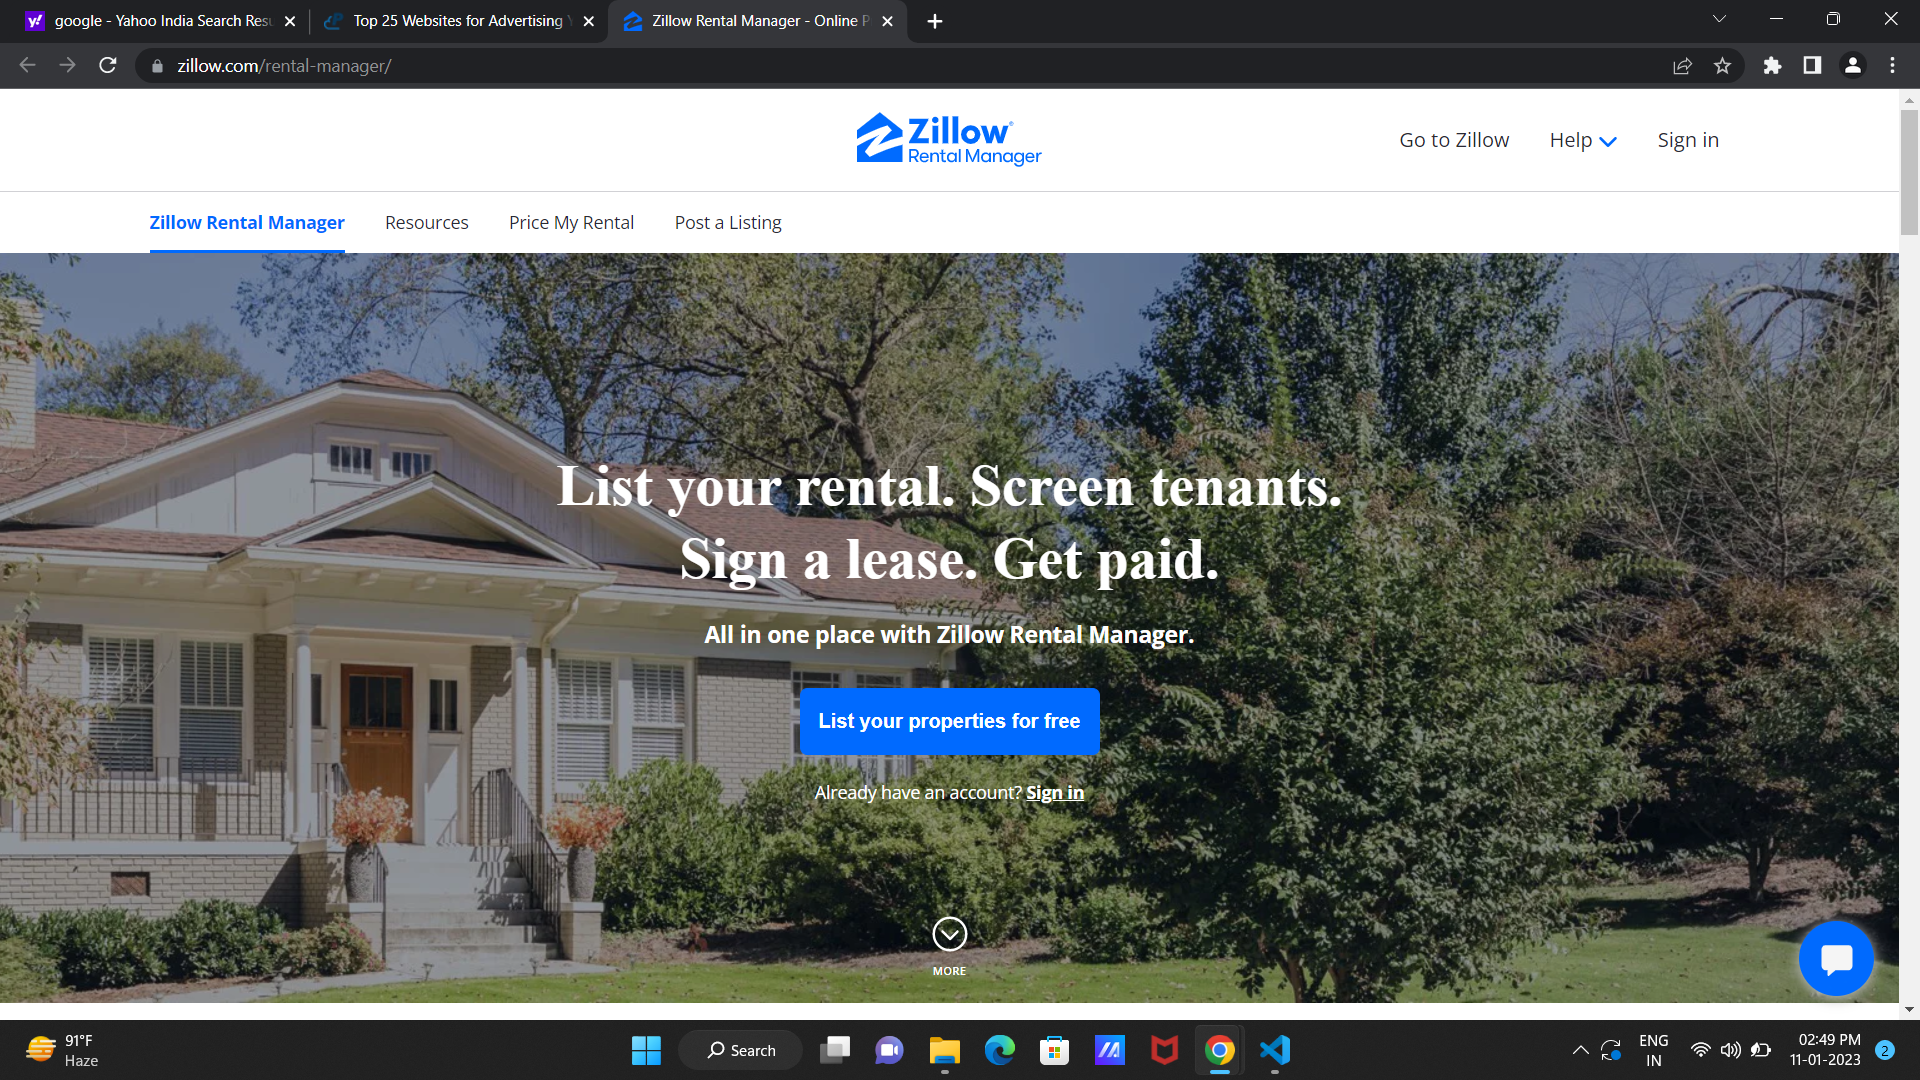 google - Yahoo India Search Resu
Top 25 Websites for Advertising Y
Zillow Rental Manager - Online P
zillow.com/rental-manager/
Zillow®
Rental Manager
Go to Zillow
Help
Sign in
Zillow Rental Manager
Resources
Price My Rental
Post a Listing
List your rental. Screen tenants.
Sign a lease. Get paid.
All in one place with Zillow Rental Manager.
List your properties for free
Already have an account? Sign in
MORE
91°F
Haze
Search
ENG
IN
02:49 PM
11-01-2023
2